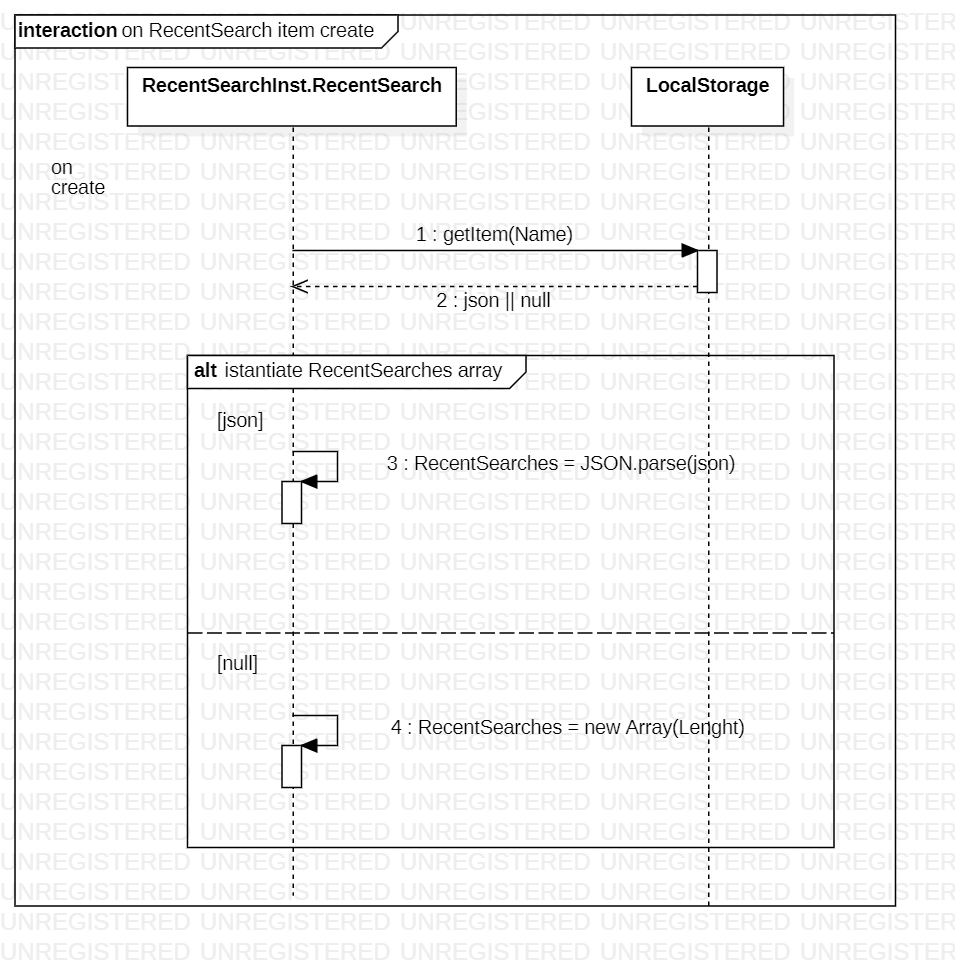 interaction on RecentSearch item create
RecentSearchInst.RecentSearch
LocalStorage
on
create
1 : getItem(Name)
2 : json || null
alt istantiate RecentSearches array
[json]
3 : RecentSearches = JSON.parse(json)
[null]
4 : RecentSearches = new Array(Lenght)
UNREGISTERED